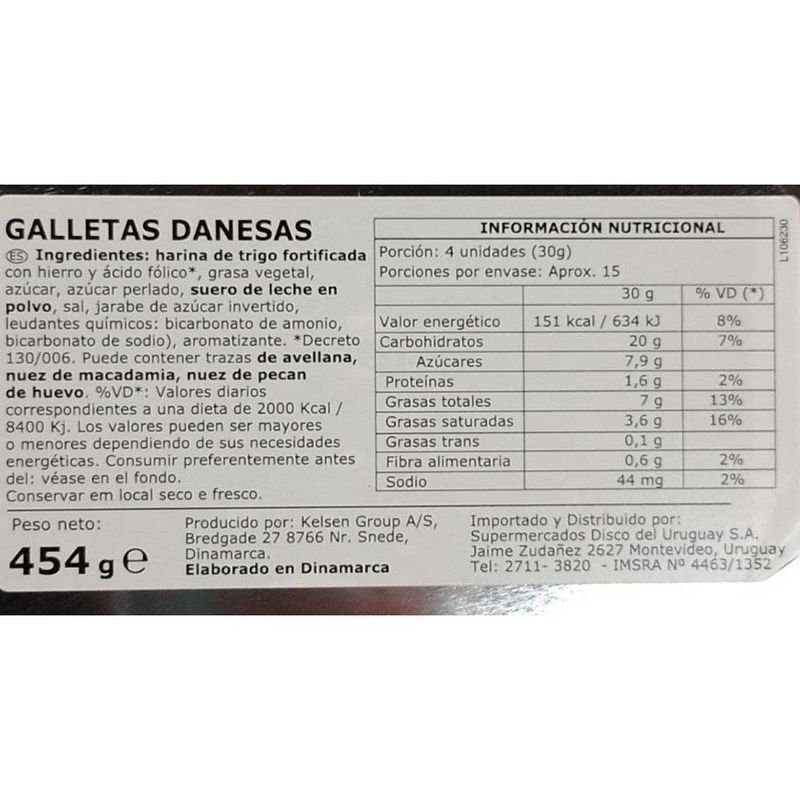 GALLETAS DANESAS
ES Ingredientes: harina de trigo fortificada
con hierro y ácido fólico*, grasa vegetal,
azúcar, azúcar perlado, suero de leche en
polvo, sal, jarabe de azúcar invertido,
leudantes químicos: bicarbonato de amonio,
bicarbonato de sodio), aromatizante. *Decreto
130/006. Puede contener trazas de avellana,
nuez de macadamia, nuez de pecan
de huevo. %VD*: Valores diarios
correspondientes a una dieta de 2000 Kcal /
8400 Kj. Los valores pueden ser mayores
o menores dependiendo de sus necesidades
energéticas. Consumir preferentemente antes
del: véase en el fondo.
Conservar em local seco e fresco.
INFORMACIÓN NUTRICIONAL
Porción: 4 unidades (30g)
Porciones por envase: Aprox. 15
30 g % VD (*)
Valor energético 151 kcal / 634 kJ 8%
Carbohidratos 20 g 7%
Azúcares 7,9 g
Proteínas 1,6 g 2%
Grasas totales 7 g 13%
Grasas saturadas 3,6 g 16%
Grasas trans 0,1 g
Fibra alimentaria 0,6 g 2%
Sodio 44 mg 2%
L106230
Peso neto:
454 g e
Producido por: Kelsen Group A/S,
Bredgade 27 8766 Nr. Snede,
Dinamarca.
Elaborado en Dinamarca
Importado y Distribuido por:
Supermercados Disco del Uruguay S.A.
Jaime Zudañez 2627 Montevideo, Uruguay
Tel: 2711- 3820 - IMSRA Nº 4463/1352